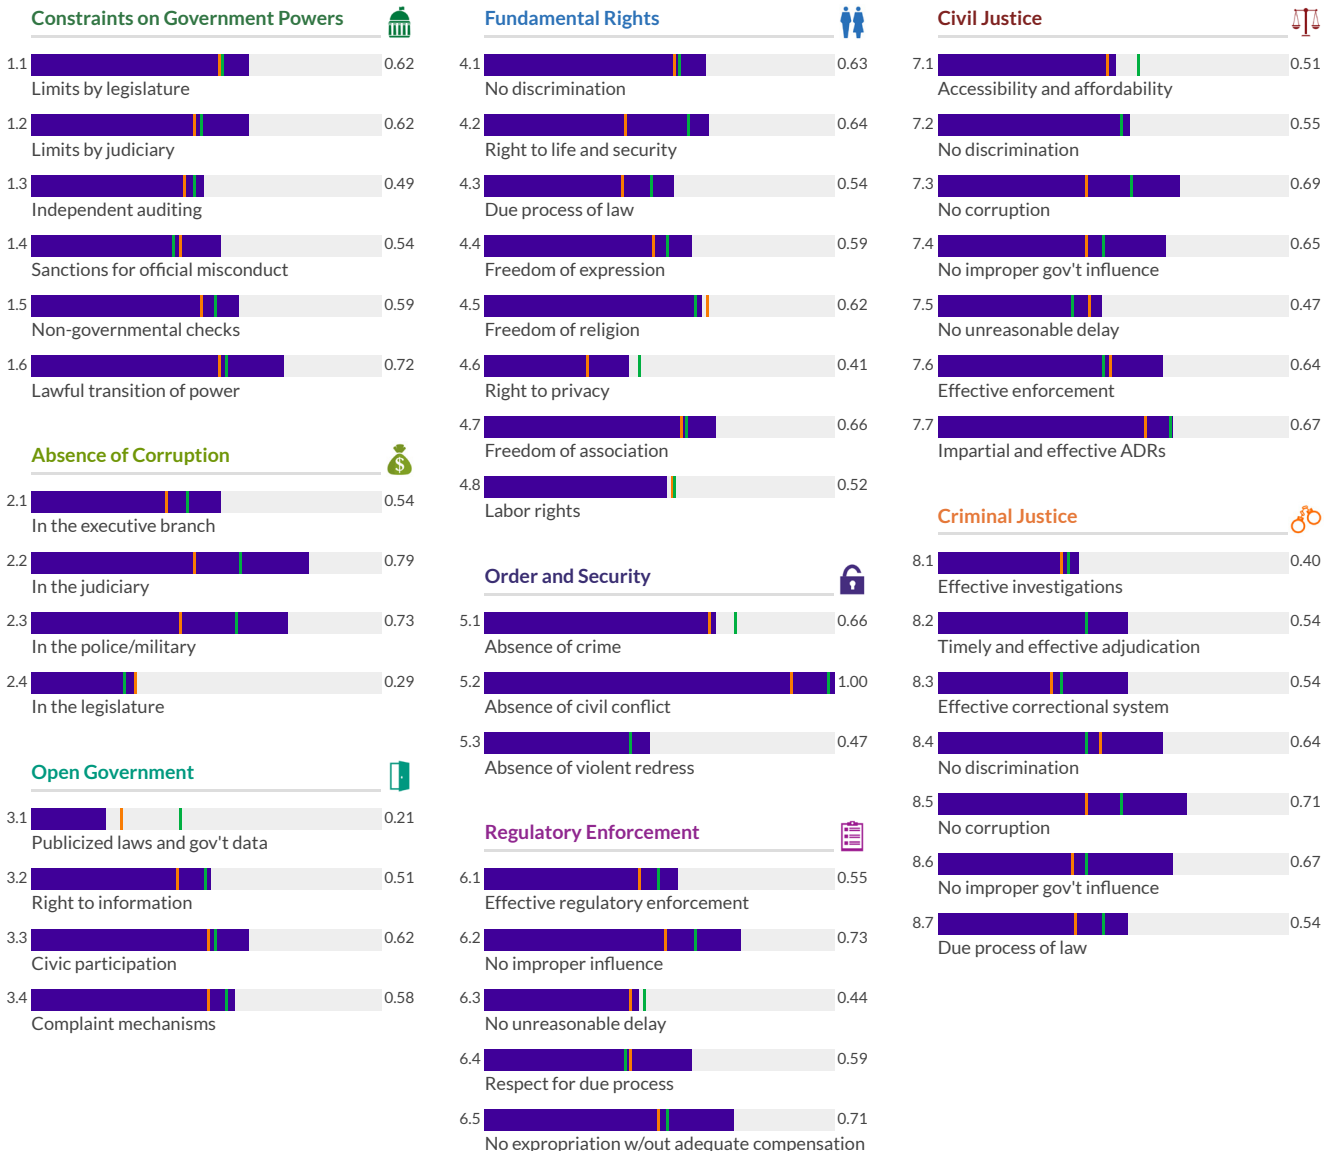 Constraints on Government Powers
1.1 0.62
Limits by legislature
1.2 0.62
Limits by judiciary
1.3 0.49
Independent auditing
1.4 0.54
Sanctions for official misconduct
1.5 0.59
Non-governmental checks
1.6 0.72
Lawful transition of power
Absence of Corruption
$
2.1 0.54
In the executive branch
2.2 0.79
In the judiciary
2.3 0.73
In the police/military
2.4 0.29
In the legislature
Open Government
3.1 0.21
Publicized laws and gov't data
3.2 0.51
Right to information
3.3 0.62
Civic participation
3.4 0.58
Complaint mechanisms
Fundamental Rights
4.1 0.63
No discrimination
4.2 0.64
Right to life and security
4.3 0.54
Due process of law
4.4 0.59
Freedom of expression
4.5 0.62
Freedom of religion
4.6 0.41
Right to privacy
4.7 0.66
Freedom of association
4.8 0.52
Labor rights
Order and Security
5.1 0.66
Absence of crime
5.2 1.00
Absence of civil conflict
5.3 0.47
Absence of violent redress
Regulatory Enforcement
6.1 0.55
Effective regulatory enforcement
6.2 0.73
No improper influence
6.3 0.44
No unreasonable delay
6.4 0.59
Respect for due process
6.5 0.71
No expropriation w/out adequate compensation
Civil Justice
7.1 0.51
Accessibility and affordability
7.2 0.55
No discrimination
7.3 0.69
No corruption
7.4 0.65
No improper gov't influence
7.5 0.47
No unreasonable delay
7.6 0.64
Effective enforcement
7.7 0.67
Impartial and effective ADRs
Criminal Justice
8.1 0.40
Effective investigations
8.2 0.54
Timely and effective adjudication
8.3 0.54
Effective correctional system
8.4 0.64
No discrimination
8.5 0.71
No corruption
8.6 0.67
No improper gov't influence
8.7 0.54
Due process of law